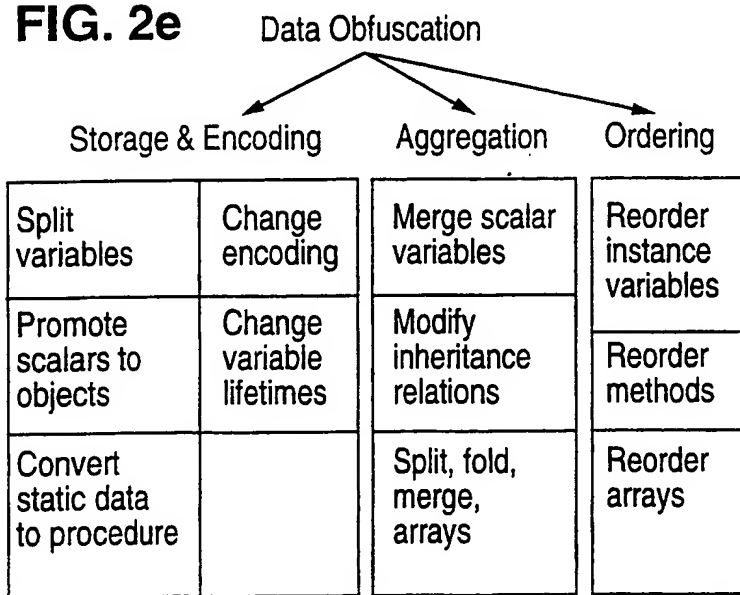 FIG. 2e
Data Obfuscation
Storage & Encoding
Aggregation
Ordering
Split
variables
Change
encoding
Merge scalar
variables
Reorder
instance
variables
Promote
scalars to
objects
Change
variable
lifetimes
Modify
inheritance
relations
Reorder
methods
Convert
static data
to procedure
Split, fold,
merge,
arrays
Reorder
arrays